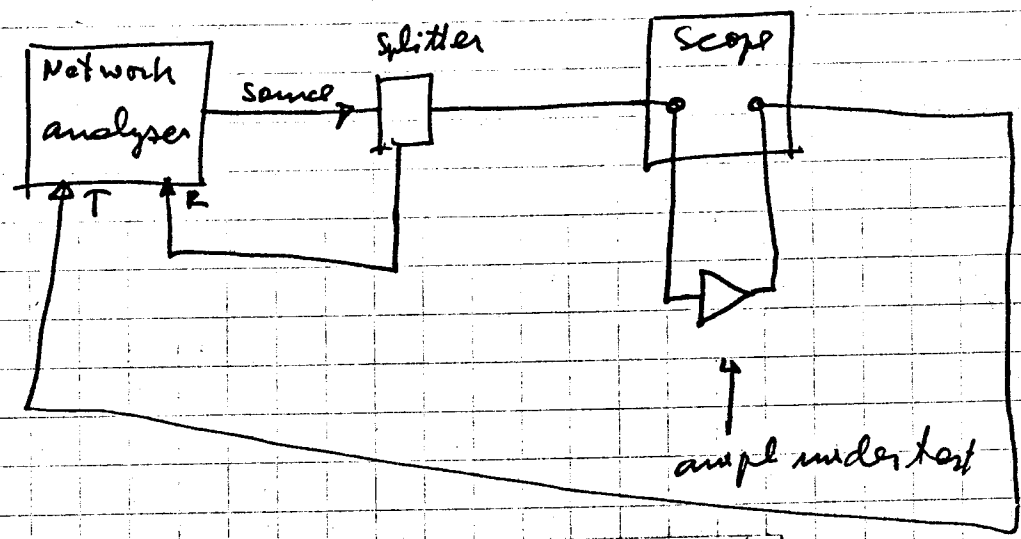 Network
analyser
source
splitter
Scope
T
R
ampl under test